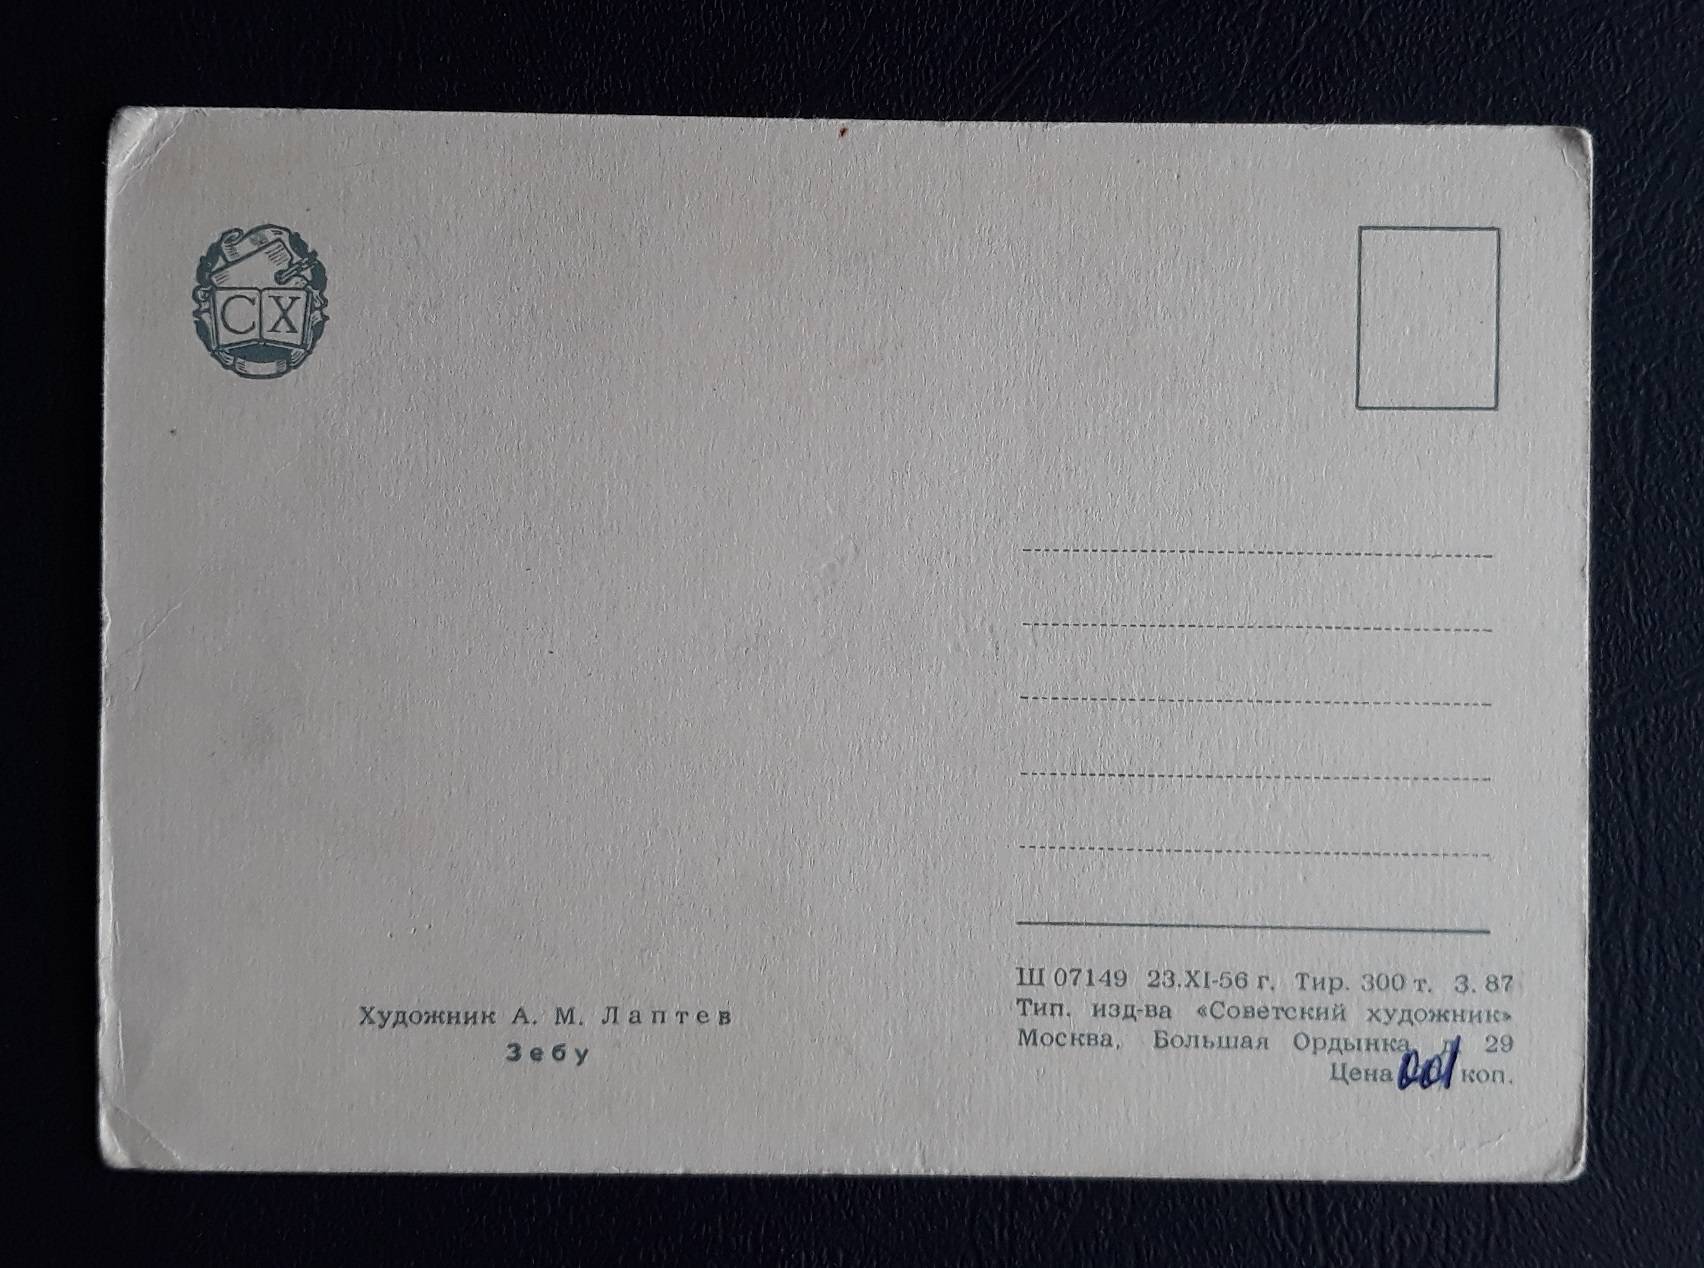 СХ
Художник А. М. Лаптев
Зебу
Ш 07149 23.XI-56 г. Тир. 300 т. З. 87
Тип. изд-ва «Советский художник»
Москва, Большая Ордынка, д. 29
Цена 001 коп.